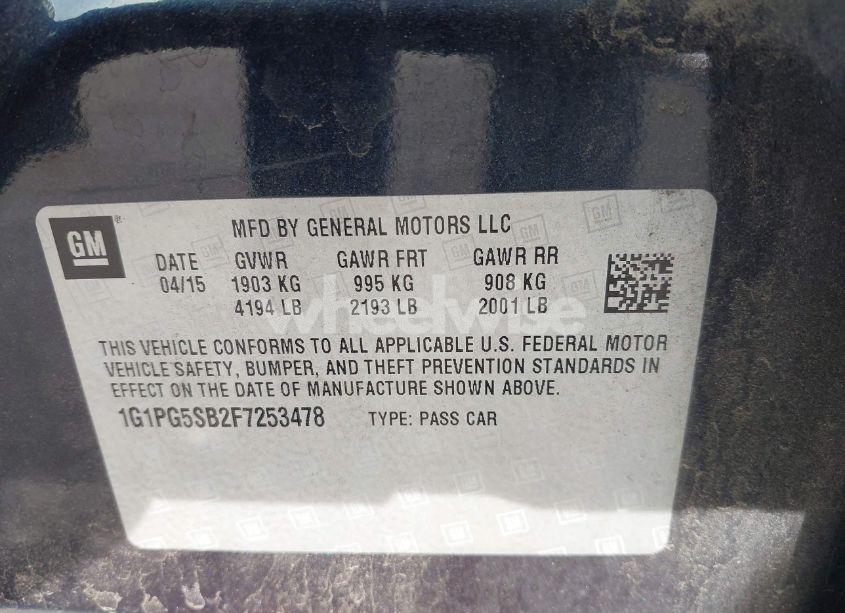 GM
MFD BY GENERAL MOTORS LLC
DATE GVWR GAWR FRT GAWR RR
04/15 1903 KG 995 KG 908 KG
4194 LB 2193 LB 2001 LB
wheelwise
THIS VEHICLE CONFORMS TO ALL APPLICABLE U.S. FEDERAL MOTOR
VEHICLE SAFETY, BUMPER, AND THEFT PREVENTION STANDARDS IN
EFFECT ON THE DATE OF MANUFACTURE SHOWN ABOVE.
1G1PG5SB2F7253478 TYPE: PASS CAR